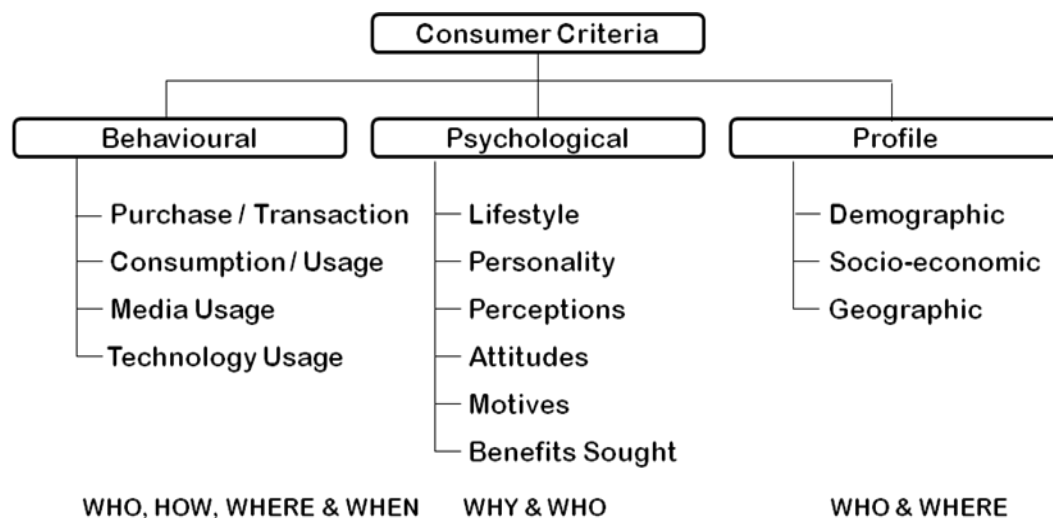 Consumer Criteria
Behavioural
Purchase / Transaction
Consumption / Usage
Media Usage
Technology Usage
WHO, HOW, WHERE & WHEN
Psychological
Lifestyle
Personality
Perceptions
Attitudes
Motives
Benefits Sought
WHY & WHO
Profile
Demographic
Socio-economic
Geographic
WHO & WHERE